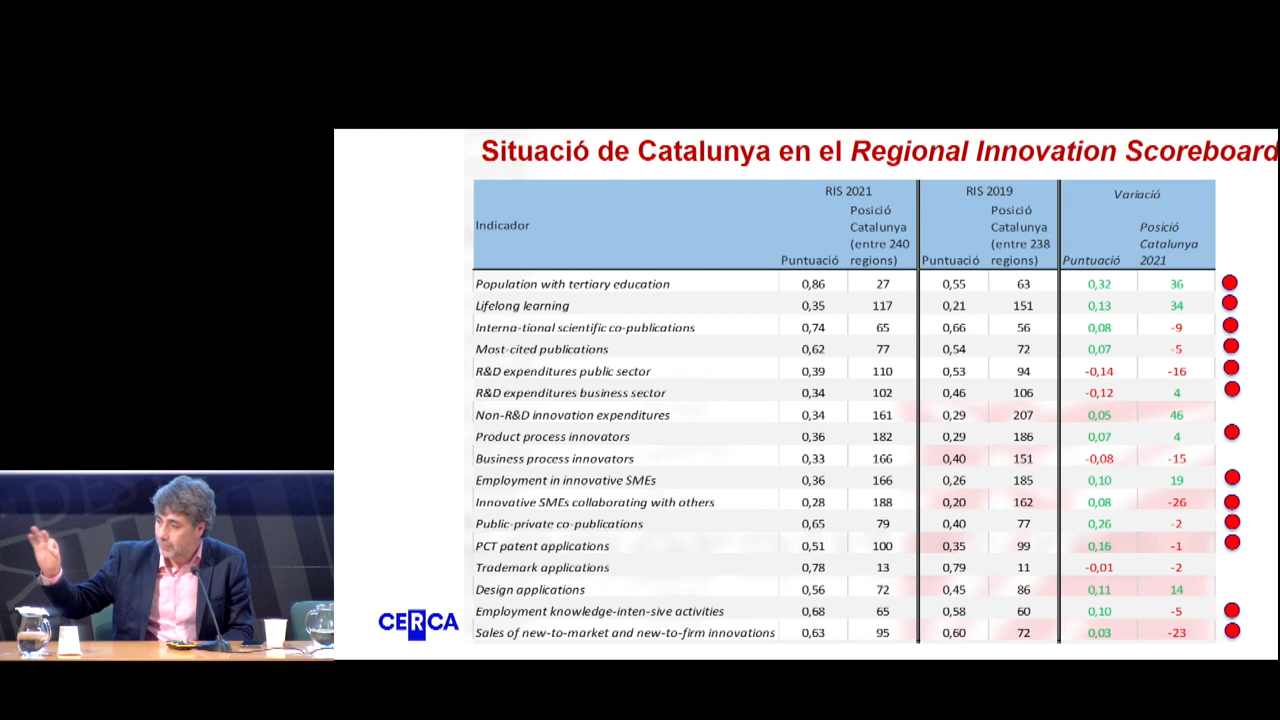 Situació de Catalunya en el Regional Innovation Scoreboard
RIS 2021 RIS 2019 Variació
Indicador Puntuació Posició Catalunya (entre 240 regions) Puntuació Posició Catalunya (entre 238 regions) Puntuació Posició Catalunya 2021
Population with tertiary education 0,86 27 0,55 63 0,32 36
Lifelong learning 0,35 117 0,21 151 0,13 34
Interna-tional scientific co-publications 0,74 65 0,66 56 0,08 -9
Most-cited publications 0,62 77 0,54 72 0,07 -5
R&D expenditures public sector 0,39 110 0,53 94 -0,14 -16
R&D expenditures business sector 0,34 102 0,46 106 -0,12 4
Non-R&D innovation expenditures 0,34 161 0,29 207 0,05 46
Product process innovators 0,36 182 0,29 186 0,07 4
Business process innovators 0,33 166 0,40 151 -0,08 -15
Employment in innovative SMEs 0,36 166 0,26 185 0,10 19
Innovative SMEs collaborating with others 0,28 188 0,20 162 0,08 -26
Public-private co-publications 0,65 79 0,40 77 0,26 -2
PCT patent applications 0,51 100 0,35 99 0,16 -1
Trademark applications 0,78 13 0,79 11 -0,01 -2
Design applications 0,56 72 0,45 86 0,11 14
Employment knowledge-inten-sive activities 0,68 65 0,58 60 0,10 -5
Sales of new-to-market and new-to-firm innovations 0,63 95 0,60 72 0,03 -23
CERCA